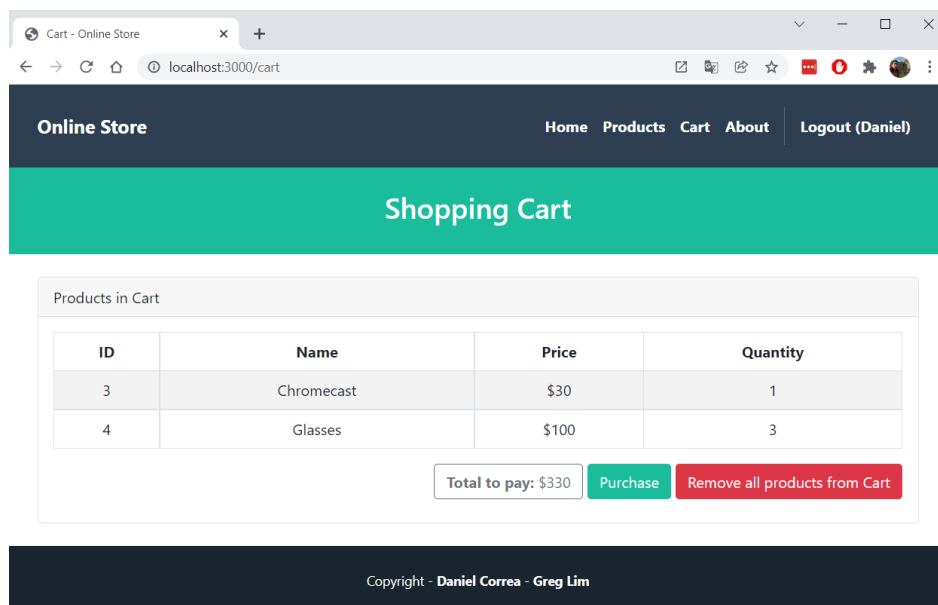 Cart - Online Store
localhost:3000/cart
Online Store Home Products Cart About Logout (Daniel)
Shopping Cart
Products in Cart
ID Name Price Quantity
3 Chromecast $30 1
4 Glasses $100 3
Total to pay: $330 Purchase Remove all products from Cart
Copyright - Daniel Correa - Greg Lim